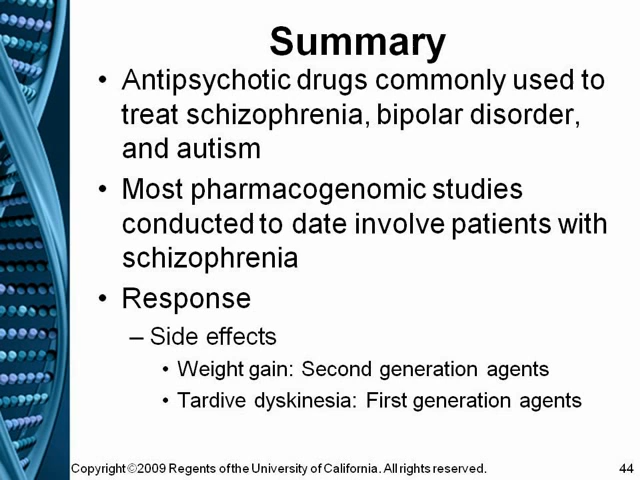 Summary
• Antipsychotic drugs commonly used to
treat schizophrenia, bipolar disorder,
and autism
• Most pharmacogenomic studies
conducted to date involve patients with
schizophrenia
• Response
– Side effects
• Weight gain: Second generation agents
• Tardive dyskinesia: First generation agents
Copyright ©2009 Regents of the University of California. All rights reserved. 44